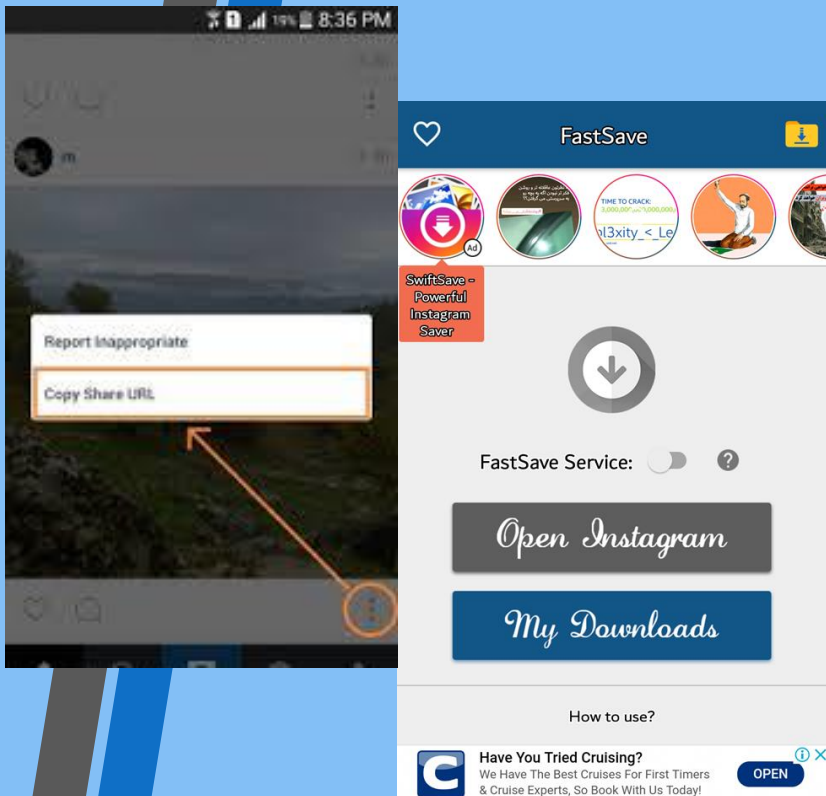 19% 8:36 PM
m
Report Inappropriate
Copy Share URL
FastSave
TIME TO CRACK:
Ad
SwiftSave -
Powerful
Instagram
Saver
FastSave Service:
?
Open Instagram
My Downloads
How to use?
Have You Tried Cruising?
We Have The Best Cruises For First Timers
& Cruise Experts, So Book With Us Today!
OPEN
C